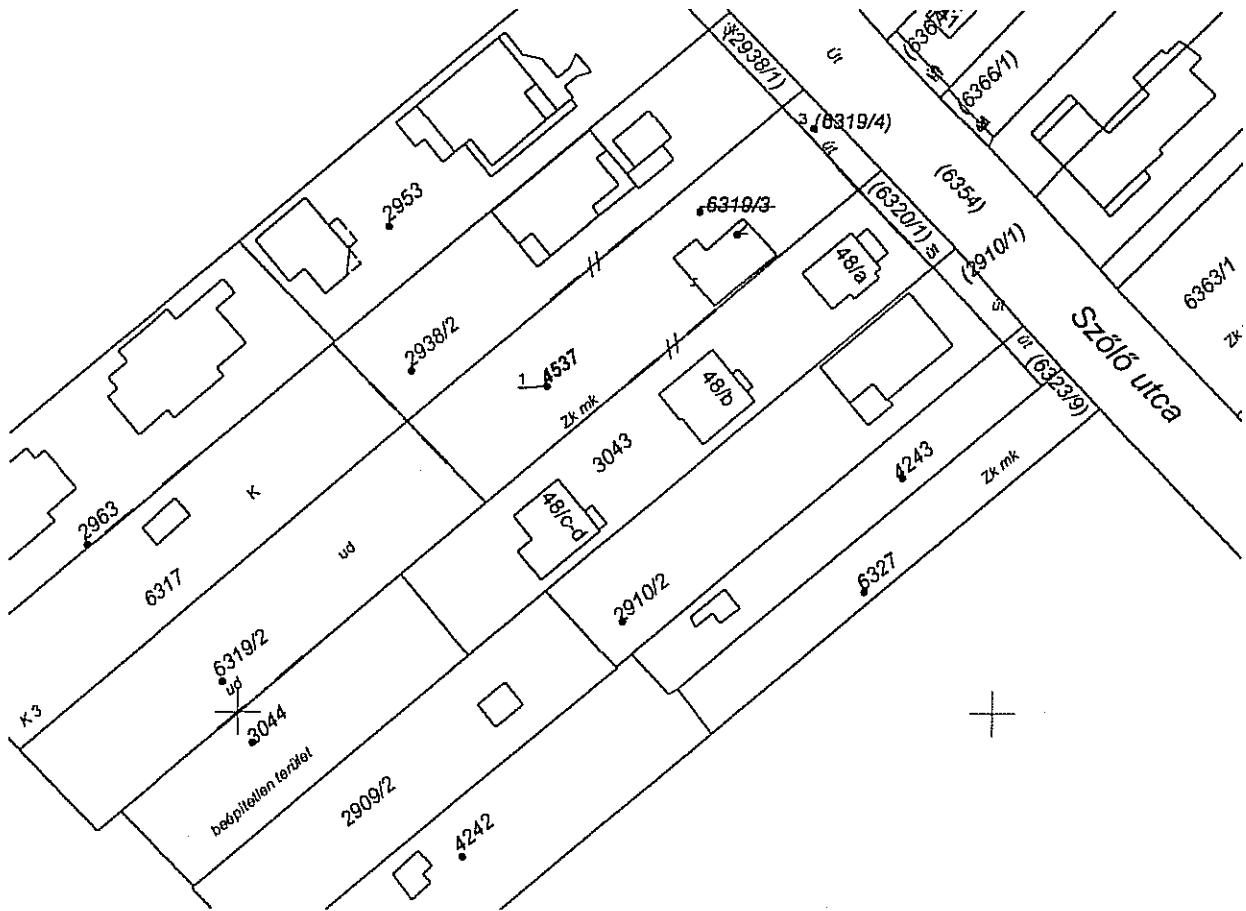 út
(2938/1)
Út
(6366/1)
3
(6319/4)
út
2953
6319/3
(6320/1)
út
(6354)
(2910/1)
út
48/a
6363/1
Szőlő utca
2938/2
1
4537
Zk mk
48/b
út
(6323/9)
3043
4243
Zk mk
2963
K
ud
48/c-d
6317
2910/2
6327
6319/2
ud
3044
K 3
beépítetlen terület
2909/2
4242